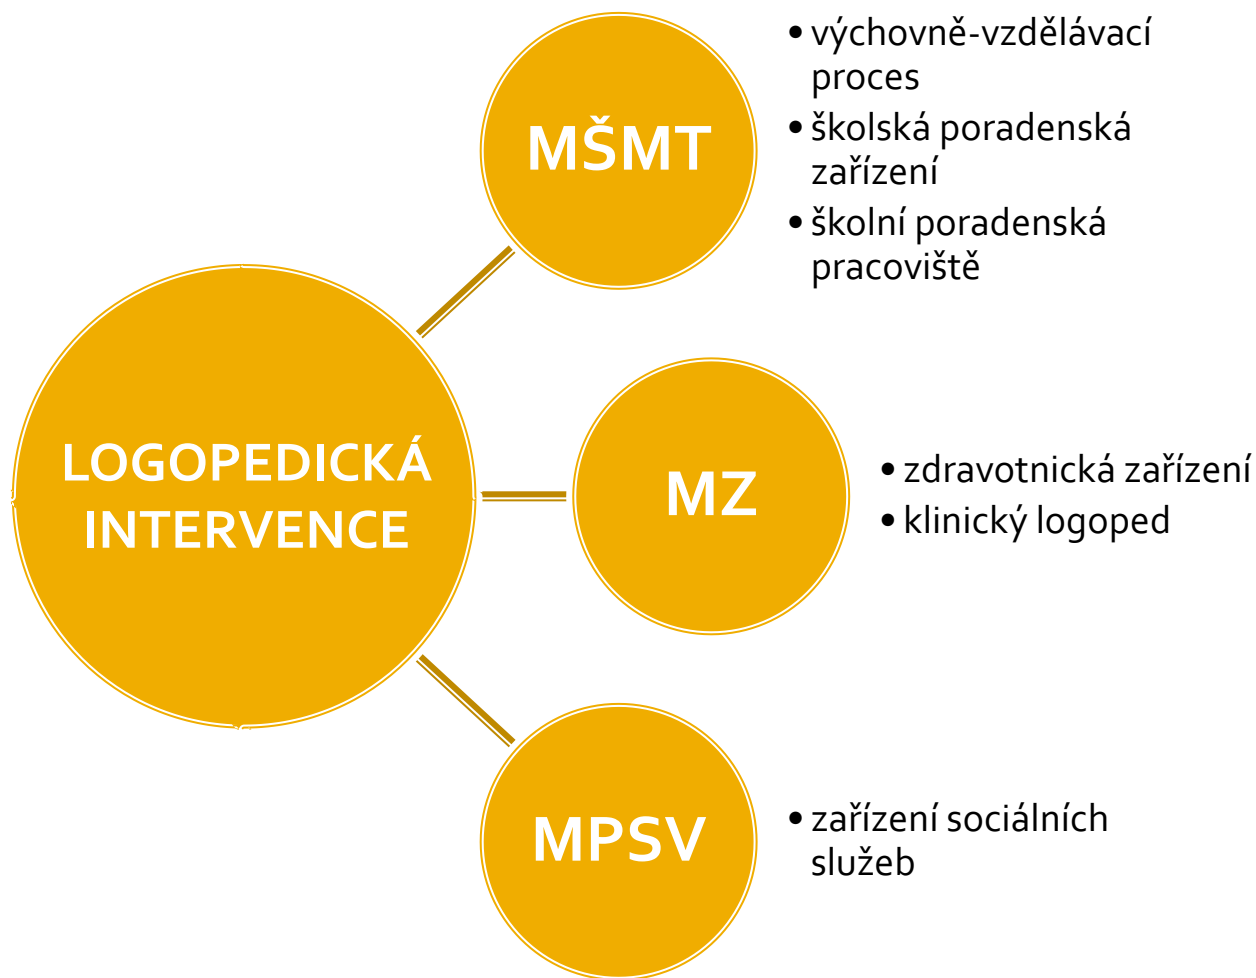 LOGOPEDICKÁ
INTERVENCE
MŠMT
• výchovně-vzdělávací
proces
• školská poradenská
zařízení
• školní poradenská
pracoviště
MZ
• zdravotnická zařízení
• klinický logoped
MPSV
• zařízení sociálních
služeb